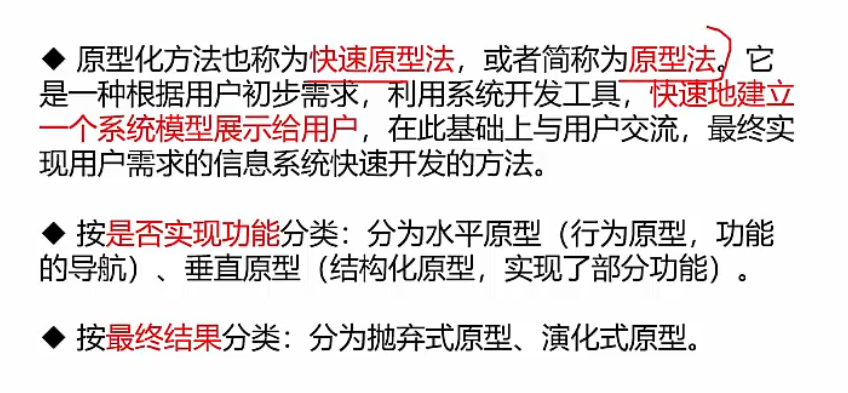 ◆ 原型化方法也称为快速原型法，或者简称为原型法。它
是一种根据用户初步需求，利用系统开发工具，快速地建立
一个系统模型展示给用户，在此基础上与用户交流，最终实
现用户需求的信息系统快速开发的方法。
◆ 按是否实现功能分类：分为水平原型（行为原型，功能
的导航）、垂直原型（结构化原型，实现了部分功能）。
◆ 按最终结果分类：分为抛弃式原型、演化式原型。